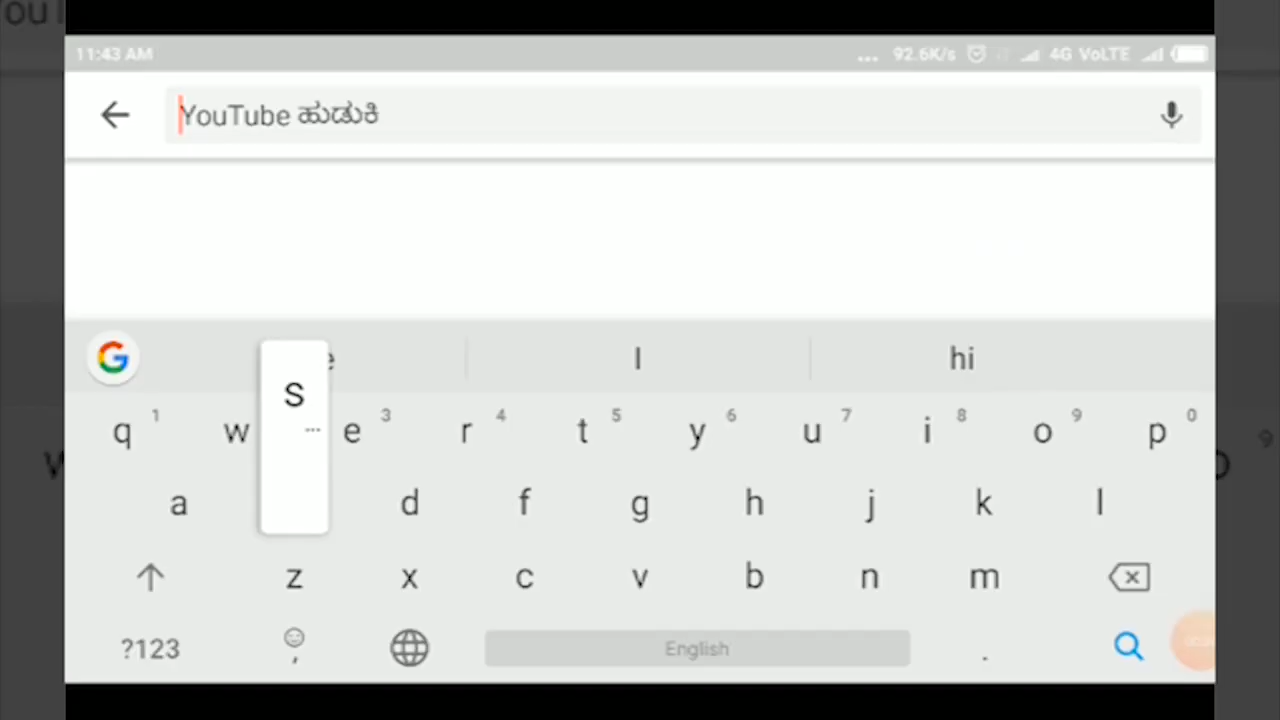 11:43 AM ... 92.6K/s 4G VoLTE
YouTube ಹುಡುಕಿ
I hi
q 1 w e 3 r 4 t 5 y 6 u 7 i 8 o 9 p 0
S ...
a d f g h j k l
z x c v b n m
?123 , English .